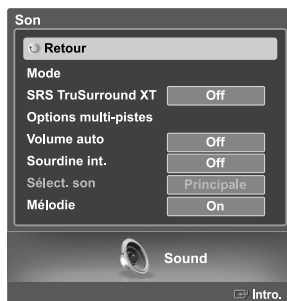 Son
Retour
Mode
SRS TruSurround XT Off
Options multi-pistes
Volume auto Off
Sourdine int. Off
Sélect. son Principale
Mélodie On
Sound
Intro.